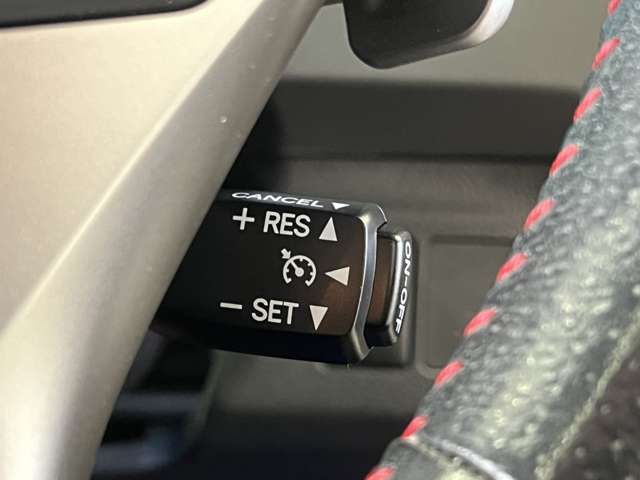 CANCEL ▼
+ RES ▲
◀
− SET ▼
ON-OFF